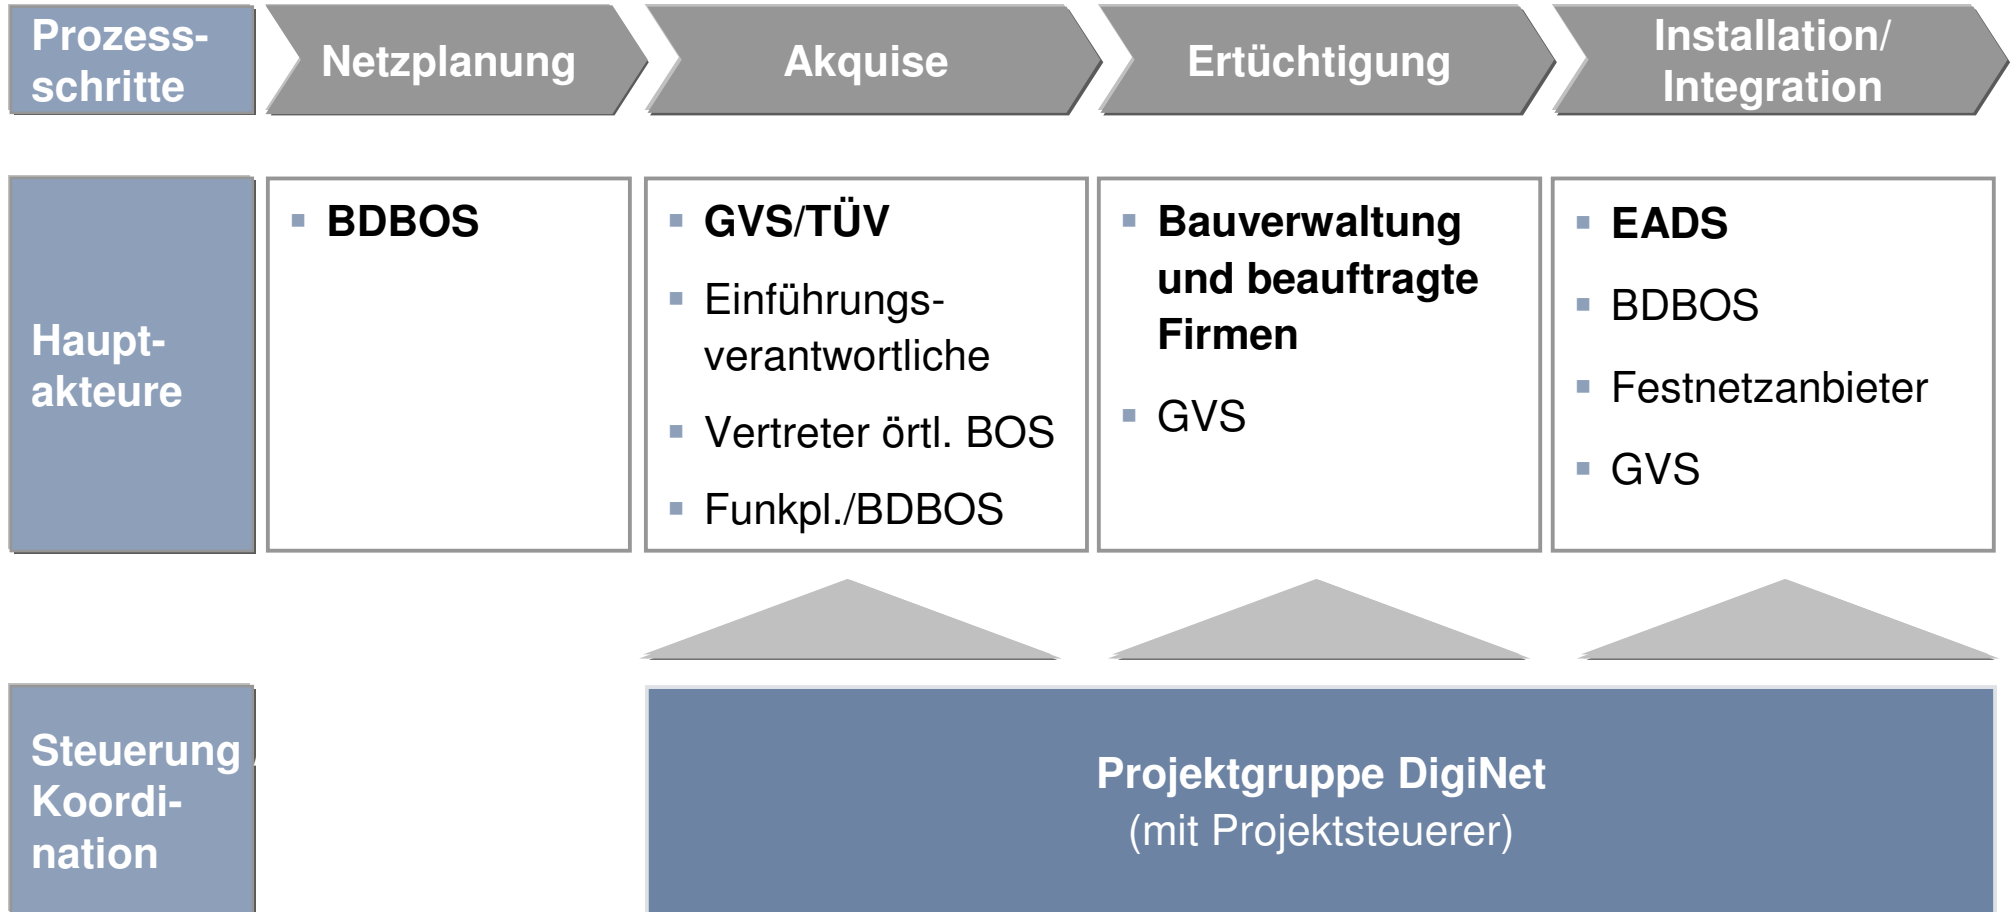 Prozess-
schritte
Netzplanung
Akquise
Ertüchtigung
Installation/
Integration
Haupt-
akteure
BDBOS
GVS/TÜV
Einführungs-
verantwortliche
Vertreter örtl. BOS
Funkpl./BDBOS
Bauverwaltung
und beauftragte
Firmen
GVS
EADS
BDBOS
Festnetzanbieter
GVS
Steuerung /
Koordi-
nation
Projektgruppe DigiNet
(mit Projektsteuerer)